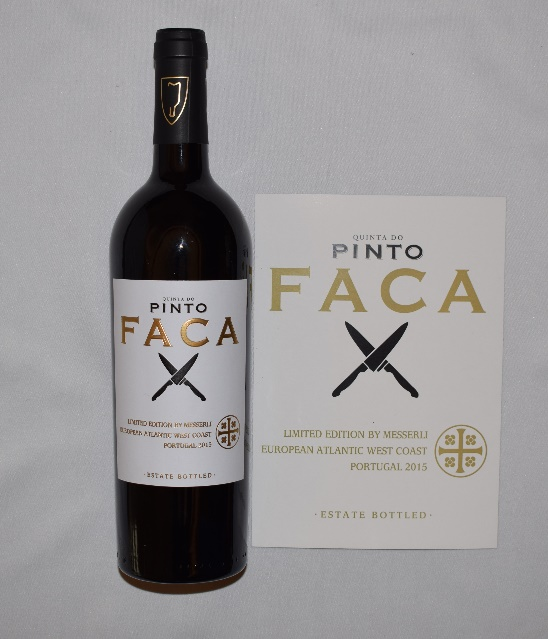 QUINTA DO
PINTO
FACA
LIMITED EDITION BY MESSERLI
EUROPEAN ATLANTIC WEST COAST
PORTUGAL 2015
· ESTATE BOTTLED ·
QUINTA DO
PINTO
FACA
LIMITED EDITION BY MESSERLI
EUROPEAN ATLANTIC WEST COAST
PORTUGAL 2015
· ESTATE BOTTLED ·